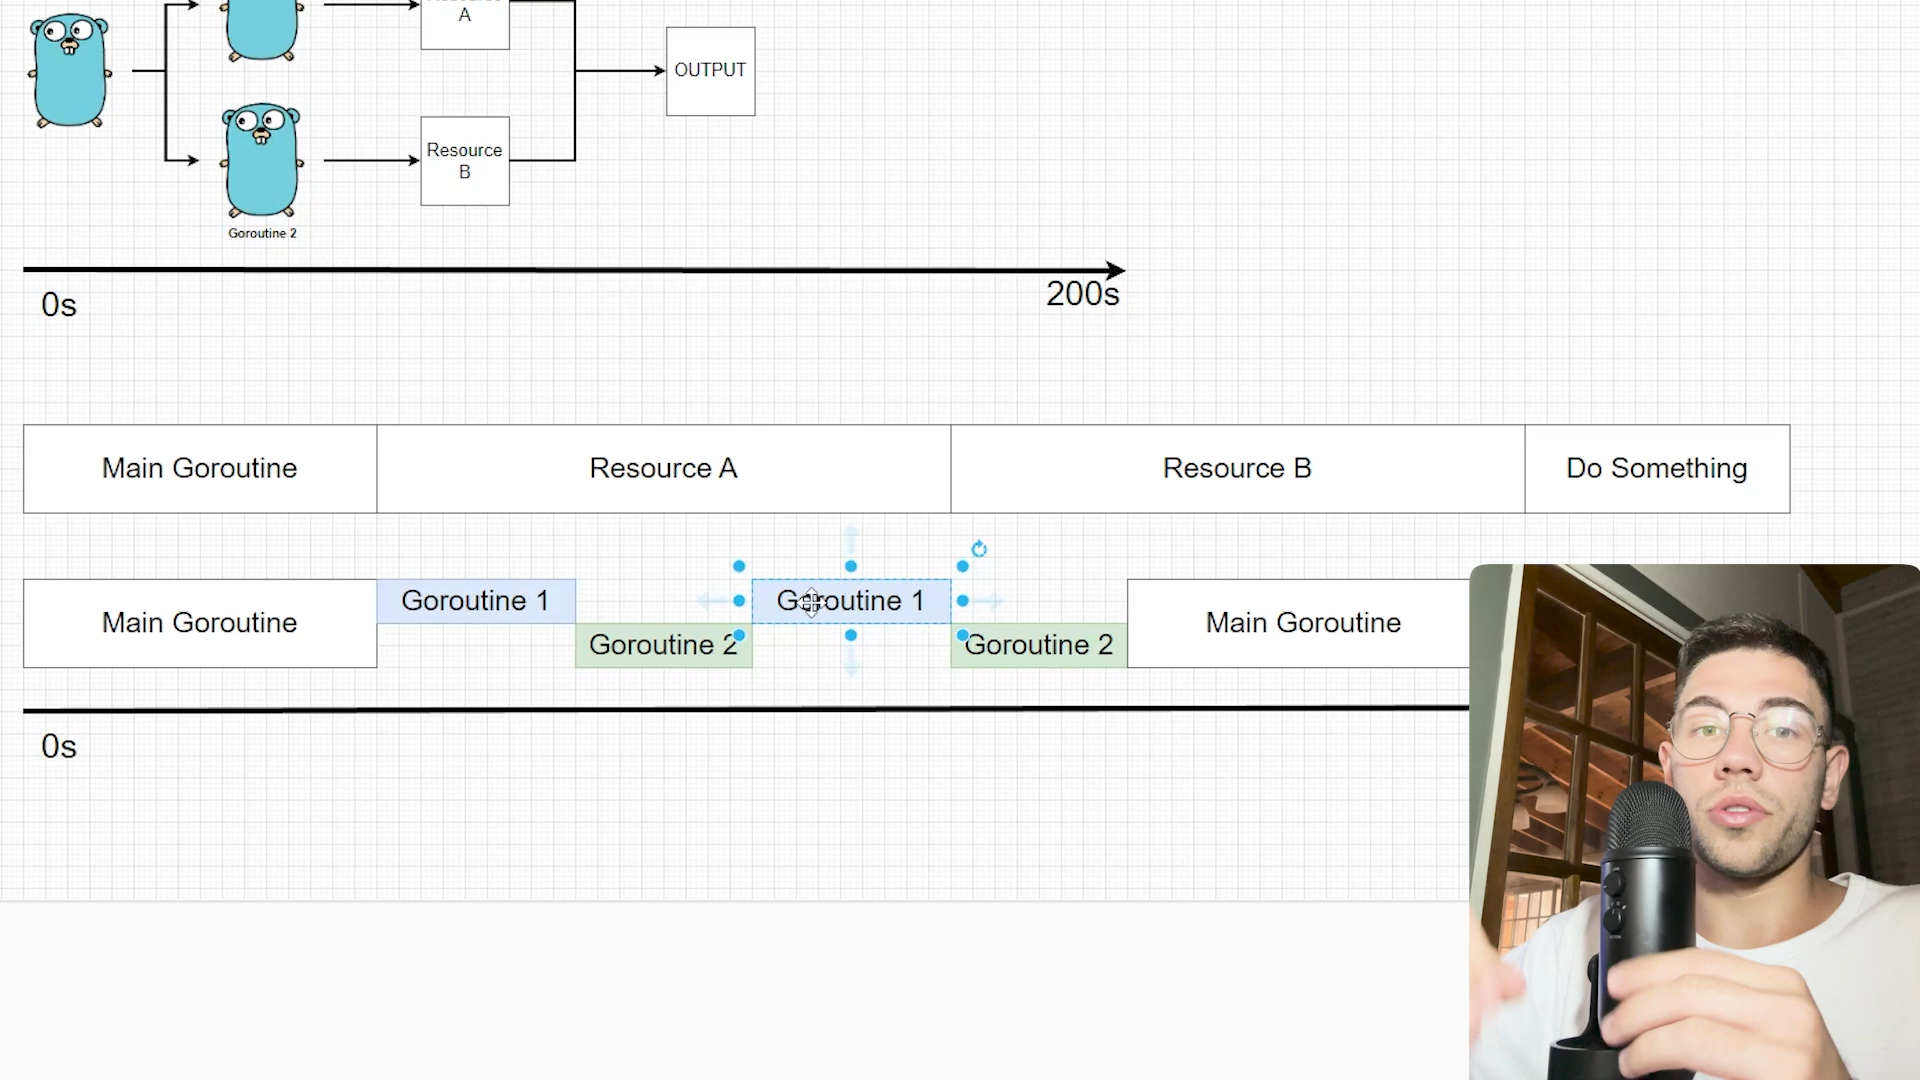 A
OUTPUT
Resource
B
Goroutine 2
0s
200s
Main Goroutine
Resource A
Resource B
Do Something
Main Goroutine
Goroutine 1
Goroutine 2
Goroutine 1
Goroutine 2
Main Goroutine
0s